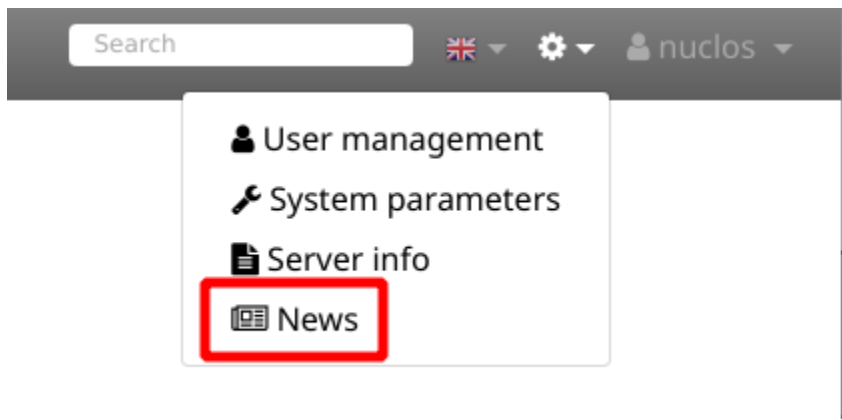 Search
nuclos
User management
System parameters
Server info
News